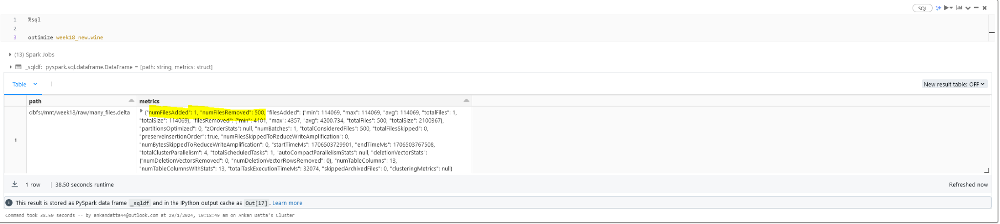 SQL
1 %sql
2
3 optimize week18_new.wine
(13) Spark Jobs
_sqldf: pyspark.sql.dataframe.DataFrame = [path: string, metrics: struct]
Table +
New result table: OFF
path metrics
1 dbfs:/mnt/week18/raw/many_files.delta
{"numFilesAdded": 1, "numFilesRemoved": 500, "filesAdded": {"min": 114069, "max": 114069, "avg": 114069, "totalFiles": 1,
"totalSize": 114069}, "filesRemoved": {"min": 4101, "max": 4357, "avg": 4200.734, "totalFiles": 500, "totalSize": 2100367},
"partitionsOptimized": 0, "zOrderStats": null, "numBatches": 1, "totalConsideredFiles": 500, "totalFilesSkipped": 0,
"preserveInsertionOrder": true, "numFilesSkippedToReduceWriteAmplification": 0,
"numBytesSkippedToReduceWriteAmplification": 0, "startTimeMs": 1706503729901, "endTimeMs": 1706503767508,
"totalClusterParallelism": 4, "totalScheduledTasks": 1, "autoCompactParallelismStats": null, "deletionVectorStats":
{"numDeletionVectorsRemoved": 0, "numDeletionVectorRowsRemoved": 0}, "numTableColumns": 13,
"numTableColumnsWithStats": 13, "totalTaskExecutionTimeMs": 32074, "skippedArchivedFiles": 0, "clusteringMetrics": null}
1 row | 38.50 seconds runtime
Refreshed now
This result is stored as PySpark data frame _sqldf and in the IPython output cache as Out[17]. Learn more
Command took 38.50 seconds -- by ankandatta44@outlook.com at 29/1/2024, 10:18:49 am on Ankan Datta's Cluster